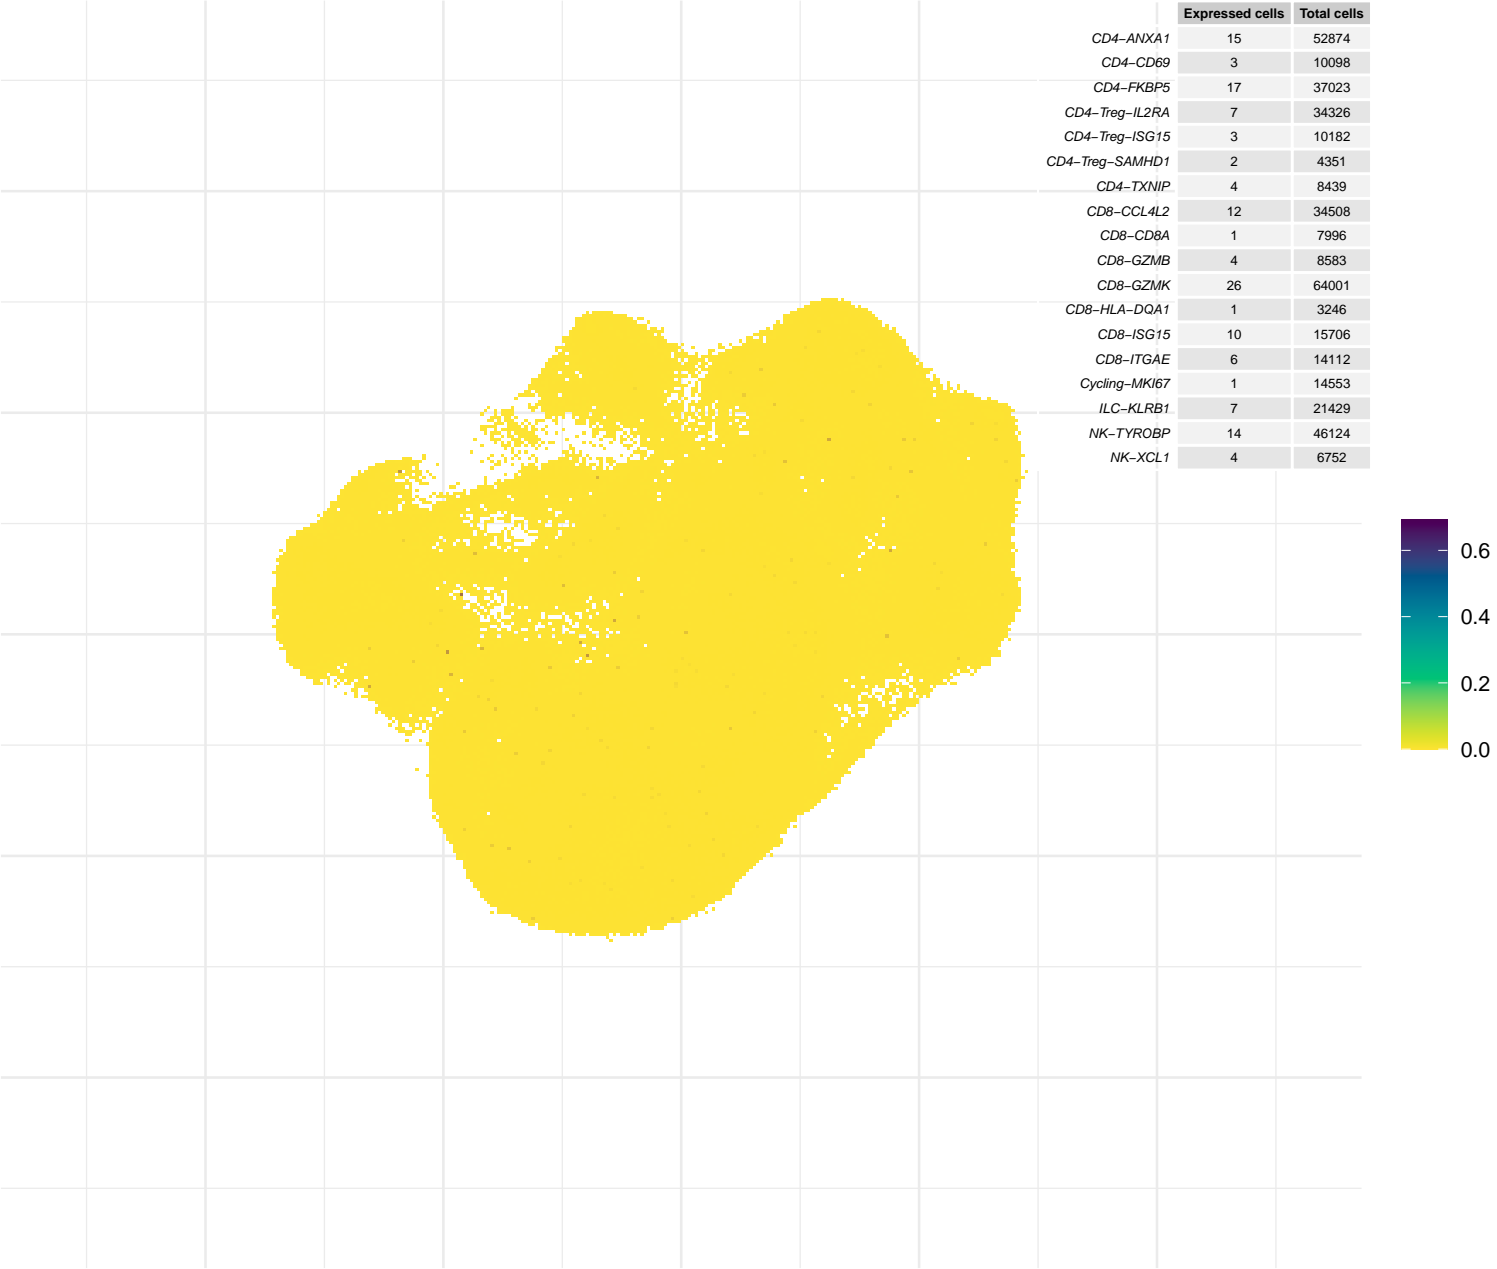 Expressed cells Total cells
CD4−ANXA1 15 52874
CD4−CD69 3 10098
CD4−FKBP5 17 37023
CD4−Treg−IL2RA 7 34326
CD4−Treg−ISG15 3 10182
CD4−Treg−SAMHD1 2 4351
CD4−TXNIP 4 8439
CD8−CCL4L2 12 34508
CD8−CD8A 1 7996
CD8−GZMB 4 8583
CD8−GZMK 26 64001
CD8−HLA−DQA1 1 3246
CD8−ISG15 10 15706
CD8−ITGAE 6 14112
Cycling−MKI67 1 14553
ILC−KLRB1 7 21429
NK−TYROBP 14 46124
NK−XCL1 4 6752
0.6
0.4
0.2
0.0